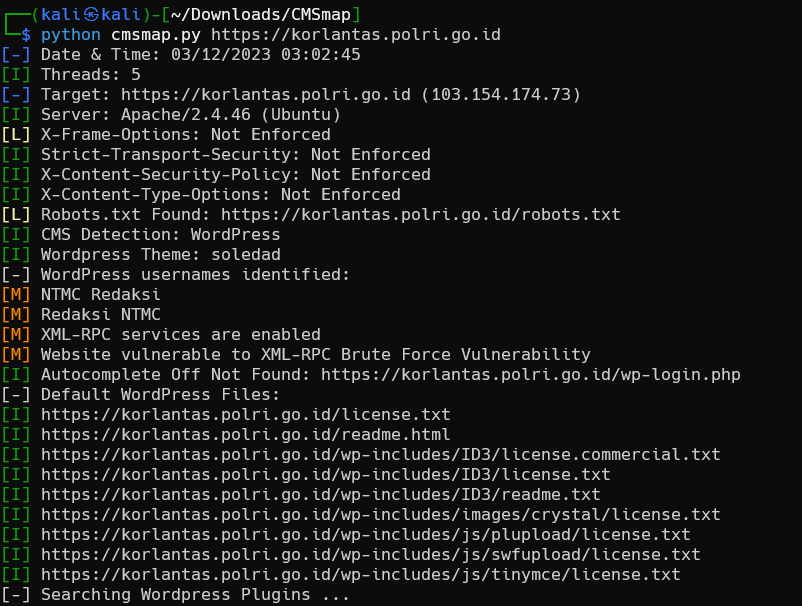 ┌──(kali㉿kali)-[~/Downloads/CMSmap]
└─$ python cmsmap.py https://korlantas.polri.go.id
[-] Date & Time: 03/12/2023 03:02:45
[I] Threads: 5
[-] Target: https://korlantas.polri.go.id (103.154.174.73)
[I] Server: Apache/2.4.46 (Ubuntu)
[L] X-Frame-Options: Not Enforced
[I] Strict-Transport-Security: Not Enforced
[I] X-Content-Security-Policy: Not Enforced
[I] X-Content-Type-Options: Not Enforced
[L] Robots.txt Found: https://korlantas.polri.go.id/robots.txt
[I] CMS Detection: WordPress
[I] Wordpress Theme: soledad
[-] WordPress usernames identified:
[M] NTMC Redaksi
[M] Redaksi NTMC
[M] XML-RPC services are enabled
[M] Website vulnerable to XML-RPC Brute Force Vulnerability
[I] Autocomplete Off Not Found: https://korlantas.polri.go.id/wp-login.php
[-] Default WordPress Files:
[I] https://korlantas.polri.go.id/license.txt
[I] https://korlantas.polri.go.id/readme.html
[I] https://korlantas.polri.go.id/wp-includes/ID3/license.commercial.txt
[I] https://korlantas.polri.go.id/wp-includes/ID3/license.txt
[I] https://korlantas.polri.go.id/wp-includes/ID3/readme.txt
[I] https://korlantas.polri.go.id/wp-includes/images/crystal/license.txt
[I] https://korlantas.polri.go.id/wp-includes/js/plupload/license.txt
[I] https://korlantas.polri.go.id/wp-includes/js/swfupload/license.txt
[I] https://korlantas.polri.go.id/wp-includes/js/tinymce/license.txt
[-] Searching Wordpress Plugins ...